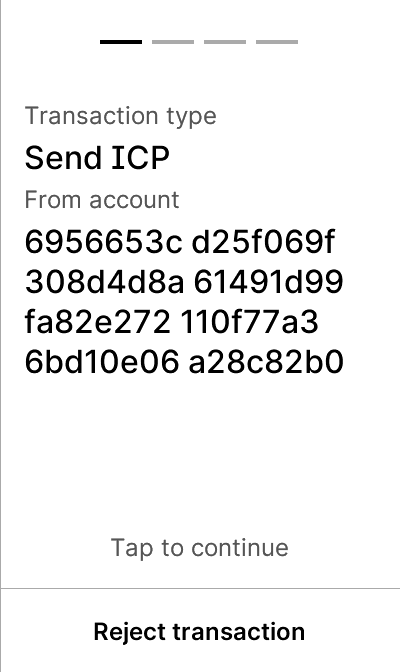 Transaction type
Send ICP
From account
6956653c d25f069f
308d4d8a 61491d99
fa82e272 110f77a3
6bd10e06 a28c82b0
Tap to continue
Reject transaction